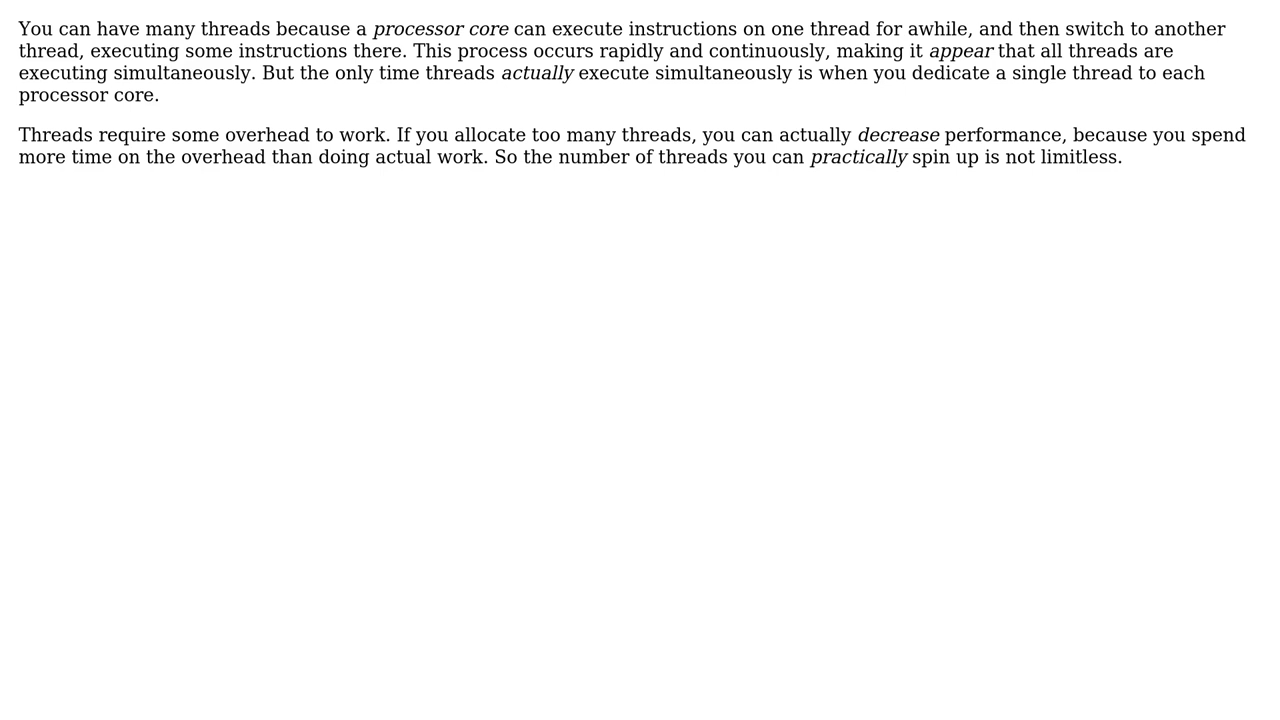 You can have many threads because a processor core can execute instructions on one thread for awhile, and then switch to another
thread, executing some instructions there. This process occurs rapidly and continuously, making it appear that all threads are
executing simultaneously. But the only time threads actually execute simultaneously is when you dedicate a single thread to each
processor core.
Threads require some overhead to work. If you allocate too many threads, you can actually decrease performance, because you spend
more time on the overhead than doing actual work. So the number of threads you can practically spin up is not limitless.